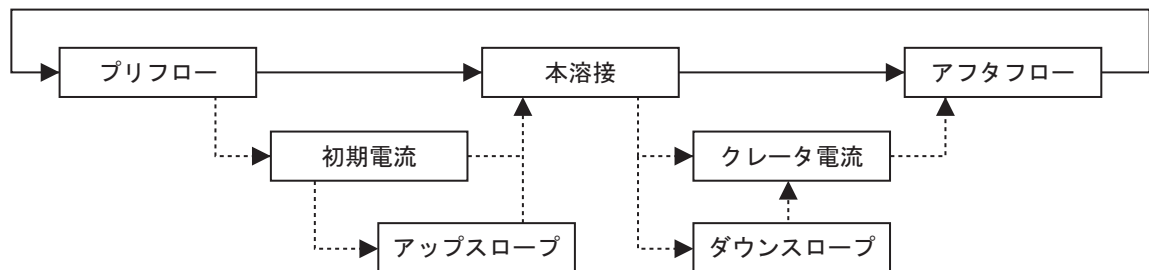 プリフロー
本溶接
アフタフロー
初期電流
クレータ電流
アップスロープ
ダウンスロープ